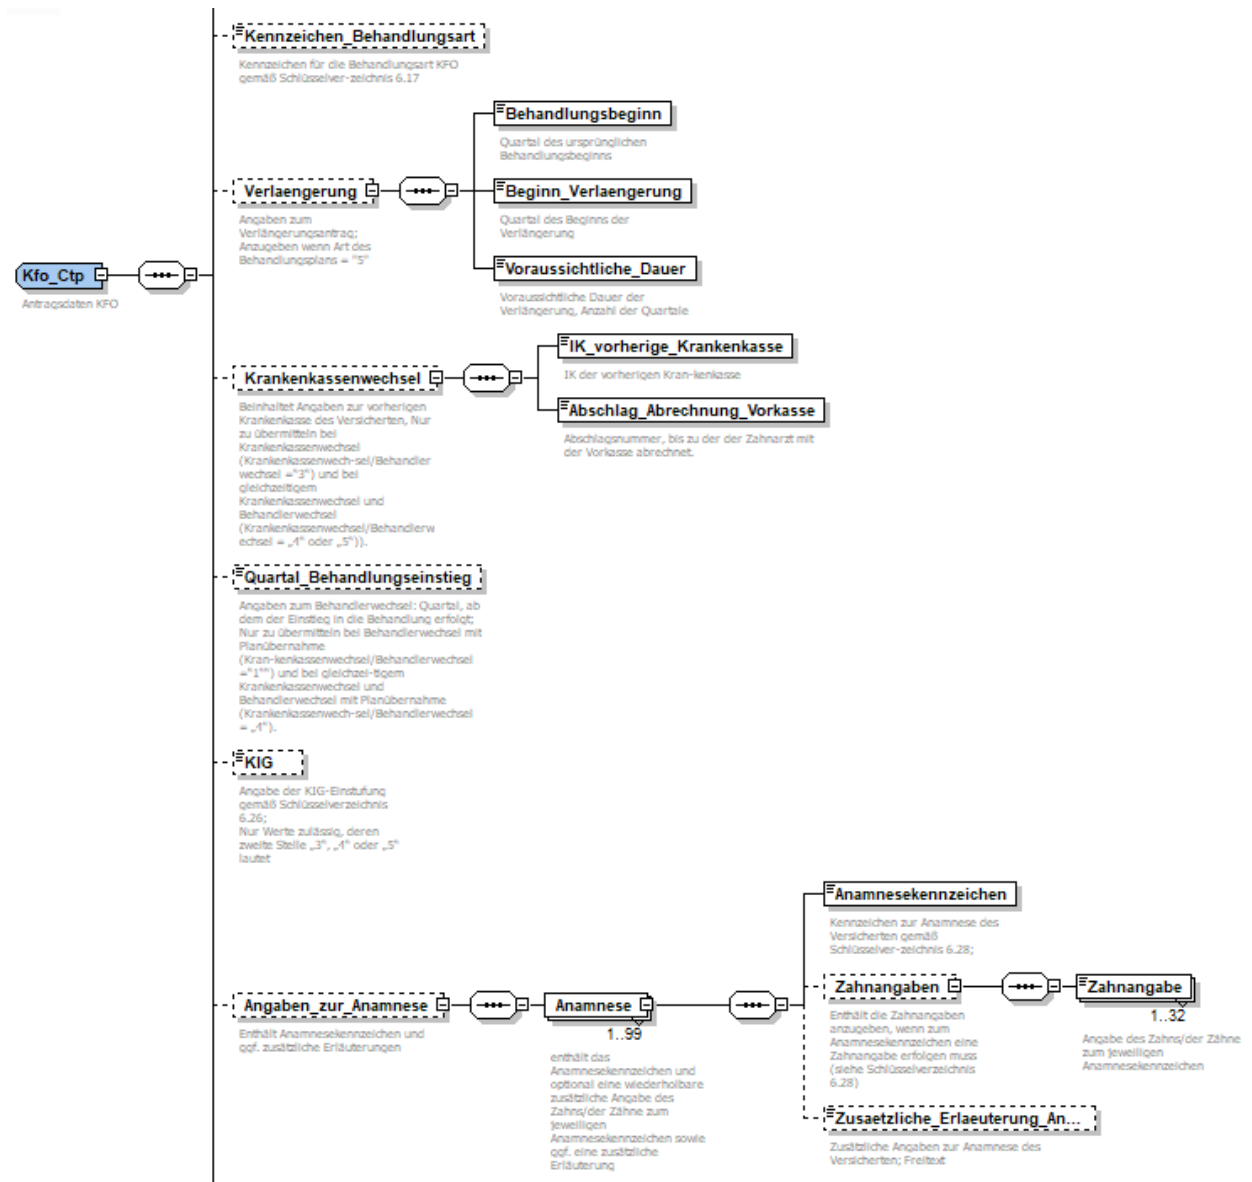 Kennzeichen_Behandlungsart
Kennzeichen für die Behandlungsart KFO
gemäß Schlüsselver-zeichnis 6.17
Behandlungsbeginn
Quartal des ursprünglichen
Behandlungsbeginns
Verlaengerung
Angaben zum
Verlängerungsantrag;
Anzugeben wenn Art des
Behandlungsplans = "5"
Beginn_Verlaengerung
Quartal des Beginns der
Verlängerung
Voraussichtliche_Dauer
Voraussichtliche Dauer der
Verlängerung, Anzahl der Quartale
Kfo_Ctp
Antragsdaten KFO
IK_vorherige_Krankenkasse
IK der vorherigen Kran-kenkasse
Krankenkassenwechsel
Beinhaltet Angaben zur vorherigen
Krankenkasse des Versicherten, Nur
zu übermitteln bei
Krankenkassenwechsel
(Krankenkassenwech-sel/Behandler
wechsel ="3") und bei
gleichzeitigem
Krankenkassenwechsel und
Behandlerwechsel
(Krankenkassenwechsel/Behandlerw
echsel = „4" oder „5")).
Abschlag_Abrechnung_Vorkasse
Abschlagsnummer, bis zu der der Zahnarzt mit
der Vorkasse abrechnet.
Quartal_Behandlungseinstieg
Angaben zum Behandlerwechsel: Quartal, ab
dem der Einstieg in die Behandlung erfolgt;
Nur zu übermitteln bei Behandlerwechsel mit
Planübernahme
(Kran-kenkassenwechsel/Behandlerwechsel
="1"") und bei gleichzei-tigem
Krankenkassenwechsel und
Behandlerwechsel mit Planübernahme
(Krankenkassenwech-sel/Behandlerwechsel
= „4").
KIG
Angabe der KIG-Einstufung
gemäß Schlüsselverzeichnis
6.26;
Nur Werte zulässig, deren
zweite Stelle „3", „4" oder „5"
lautet
Angaben_zur_Anamnese
Enthält Anamnesekennzeichen und
ggf. zusätzliche Erläuterungen
Anamnese
1..99
enthält das
Anamnesekennzeichen und
optional eine wiederholbare
zusätzliche Angabe des
Zahns/der Zähne zum
jeweiligen
Anamnesekennzeichen sowie
ggf. eine zusätzliche
Erläuterung
Anamnesekennzeichen
Kennzeichen zur Anamnese des
Versicherten gemäß
Schlüsselver-zeichnis 6.28;
Zahnangaben
Enthält die Zahnangaben
anzugeben, wenn zum
Anamnesekennzeichen eine
Zahnangabe erfolgen muss
(siehe Schlüsselverzeichnis
6.28)
Zahnangabe
1..32
Angabe des Zahns/der Zähne
zum jeweiligen
Anamnesekennzeichen
Zusaetzliche_Erlaeuterung_An...
Zusätzliche Angaben zur Anamnese des
Versicherten; Freitext